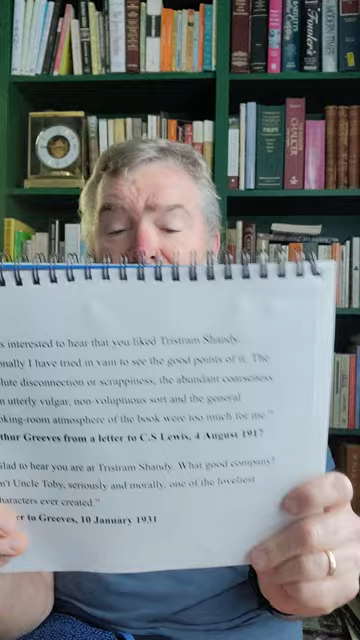 s interested to hear that you liked Tristram Shandy.
onally I have tried in vain to see the good points of it. The
lute disconnection or scrappiness, the abundant coarseness
n utterly vulgar, non-voluptuous sort and the general
oking-room atmosphere of the book were too much for me."
thur Greeves from a letter to C.S Lewis, 4 August 1917
lad to hear you are at Tristram Shandy. What good company!
n't Uncle Toby, seriously and morally, one of the loveliest
haracters ever created."
er to Greeves, 10 January 1931
CHAUCER
Fowler's